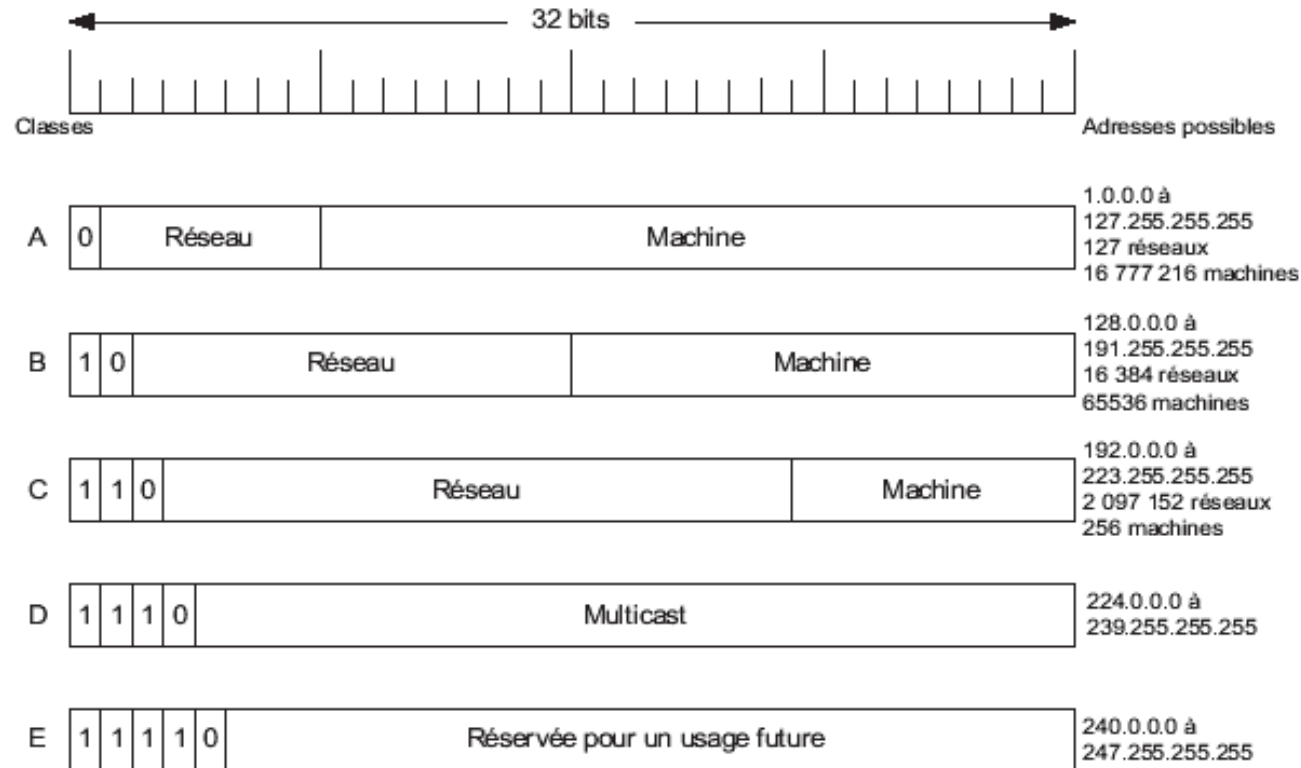 32 bits
Classes
Adresses possibles
A
0
Réseau
Machine
1.0.0.0 à
127.255.255.255
127 réseaux
16 777 216 machines
B
1 0
Réseau
Machine
128.0.0.0 à
191.255.255.255
16 384 réseaux
65536 machines
C
1 1 0
Réseau
Machine
192.0.0.0 à
223.255.255.255
2 097 152 réseaux
256 machines
D
1 1 1 0
Multicast
224.0.0.0 à
239.255.255.255
E
1 1 1 1 0
Réservée pour un usage future
240.0.0.0 à
247.255.255.255